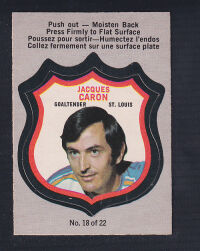 Push out — Moisten Back
Press Firmly to Flat Surface
Poussez pour sortir—Humectez l'endos
Collez fermement sur une surface plate
JACQUES
CARON
GOALTENDER ST. LOUIS
No. 18 of 22